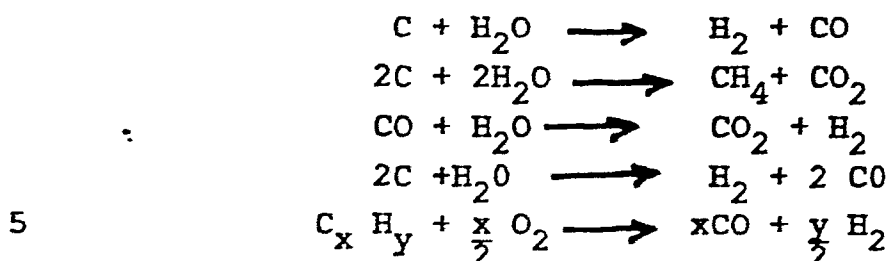 C + H₂O ⟶ H₂ + CO
2C + 2H₂O ⟶ CH₄ + CO₂
CO + H₂O ⟶ CO₂ + H₂
2C + H₂O ⟶ H₂ + 2 CO
5 CₓHᵧ + x/2 O₂ ⟶ xCO + y/2 H₂